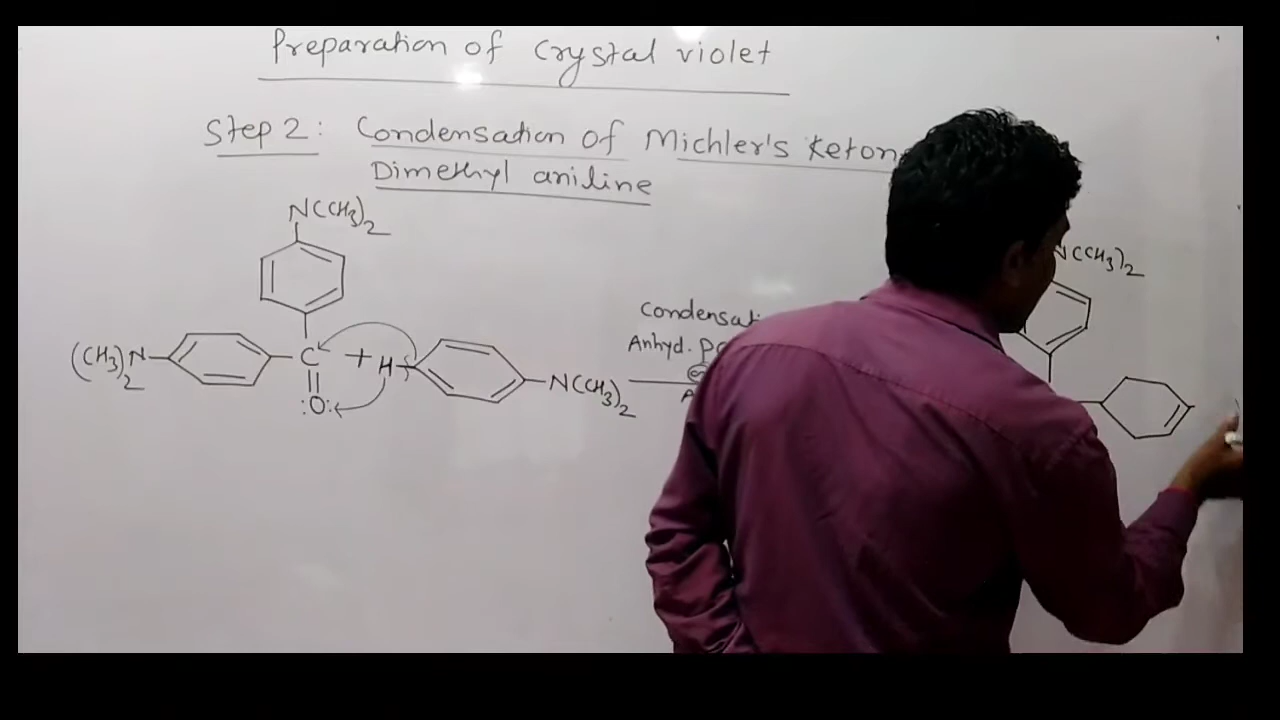 Preparation of Crystal violet
Step 2: Condensation of Michler's Keton
Dimethyl aniline
N(CH3)2
(CH3)2N
C
+
H
N(CH3)2
:O:
Condensat
Anhyd.
N(CH3)2